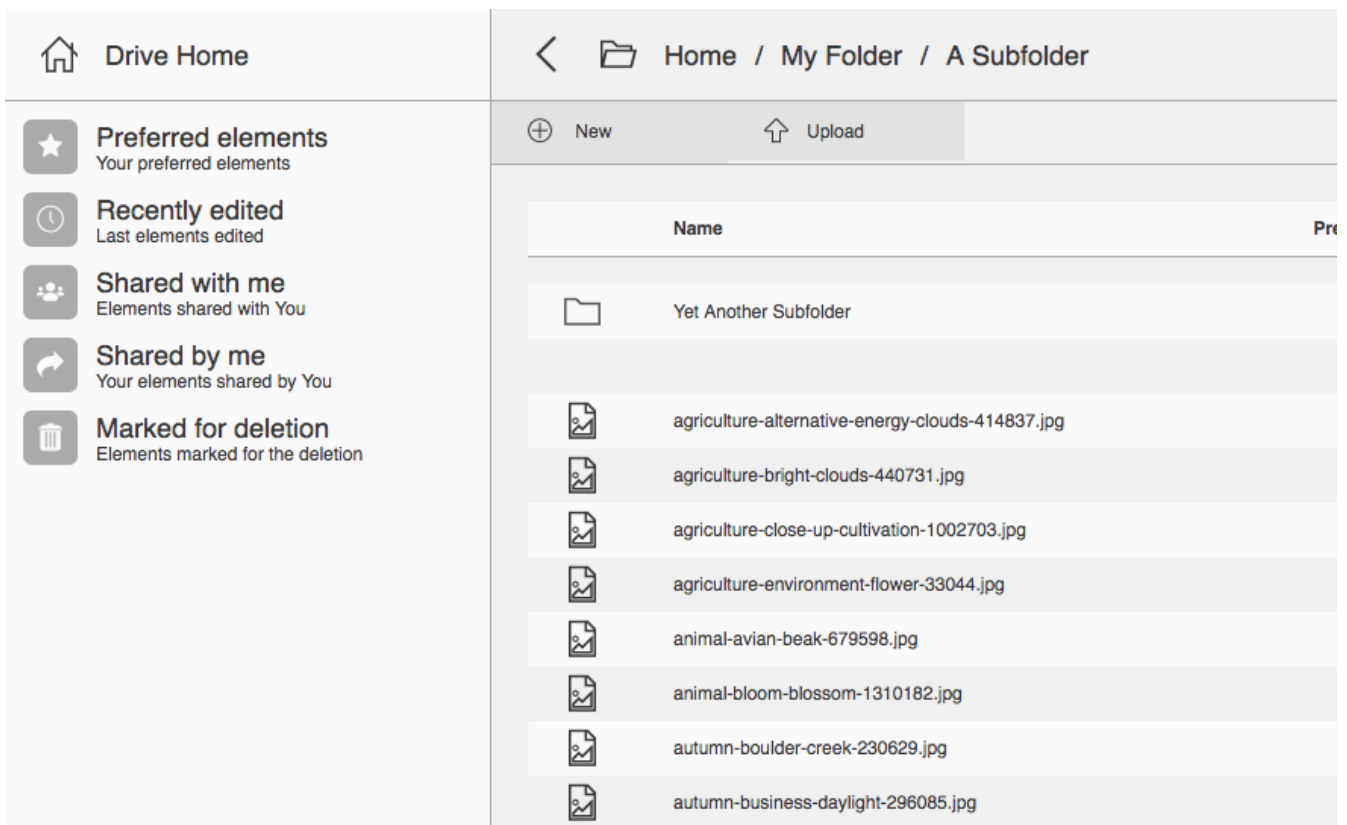 Drive Home
Preferred elements
Your preferred elements
Recently edited
Last elements edited
Shared with me
Elements shared with You
Shared by me
Your elements shared by You
Marked for deletion
Elements marked for the deletion
Home / My Folder / A Subfolder
New Upload
Name Pre
Yet Another Subfolder
agriculture-alternative-energy-clouds-414837.jpg
agriculture-bright-clouds-440731.jpg
agriculture-close-up-cultivation-1002703.jpg
agriculture-environment-flower-33044.jpg
animal-avian-beak-679598.jpg
animal-bloom-blossom-1310182.jpg
autumn-boulder-creek-230629.jpg
autumn-business-daylight-296085.jpg